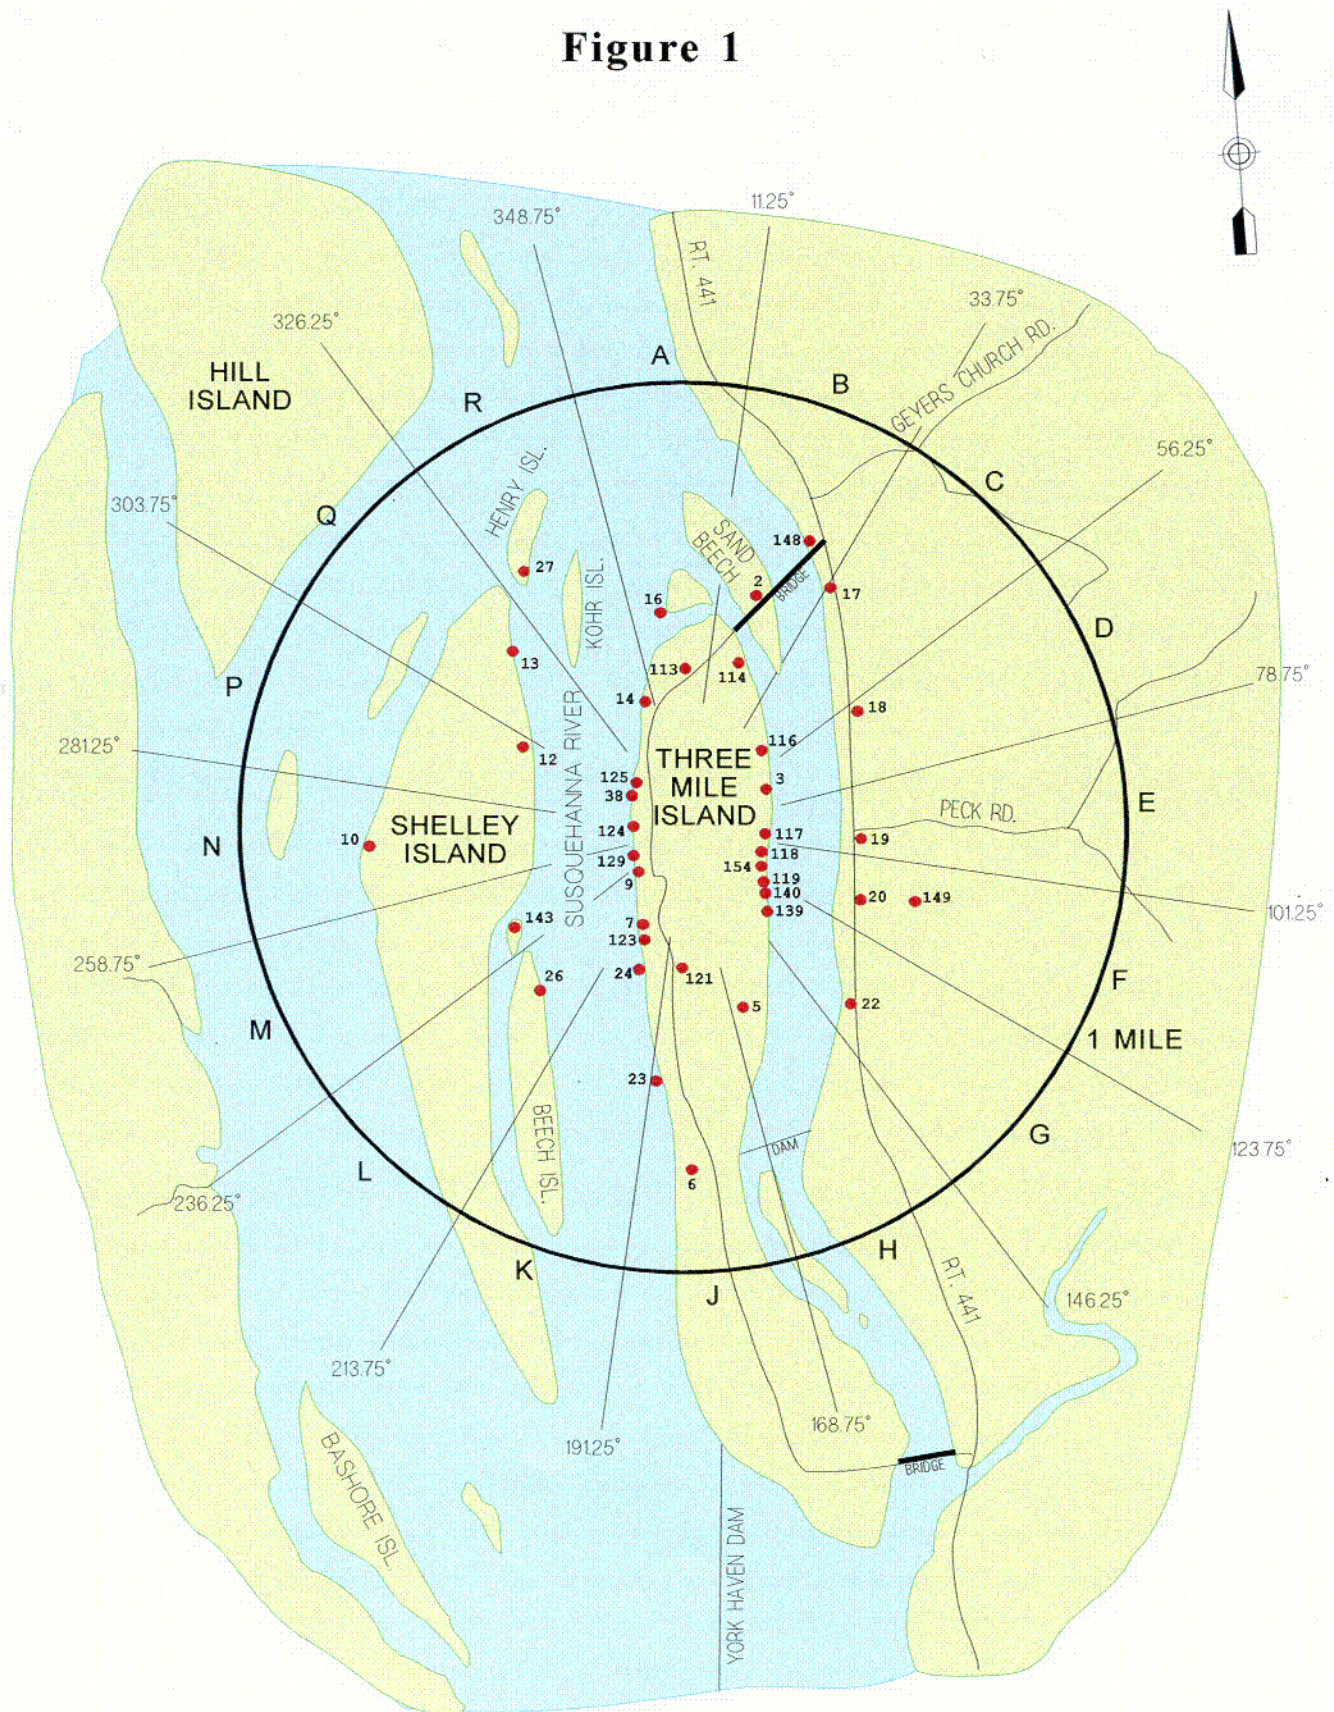 Figure 1
348.75°
11.25°
RT. 441
33.75°
326.25°
A
GEYERS CHURCH RD.
HILL
ISLAND
B
R
56.25°
HENRY ISL.
C
303.75°
Q
SAND
BEECH
148
27
KOHR ISL.
2
BRIDGE
17
16
D
13
113
114
78.75°
P
14
18
SUSQUEHANNA RIVER
281.25°
12
116
THREE
MILE
ISLAND
125
3
38
E
PECK RD.
10
SHELLEY
ISLAND
124
117
19
N
129
118
154
9
119
140
20
149
143
7
139
101.25°
123
258.75°
26
24
121
F
5
22
M
1 MILE
23
BEECH ISL.
G
DAM
123.75°
L
6
236.25°
H
K
RT. 441
J
146.25°
213.75°
168.75°
191.25°
BRIDGE
BASHORE ISL.
YORK HAVEN DAM